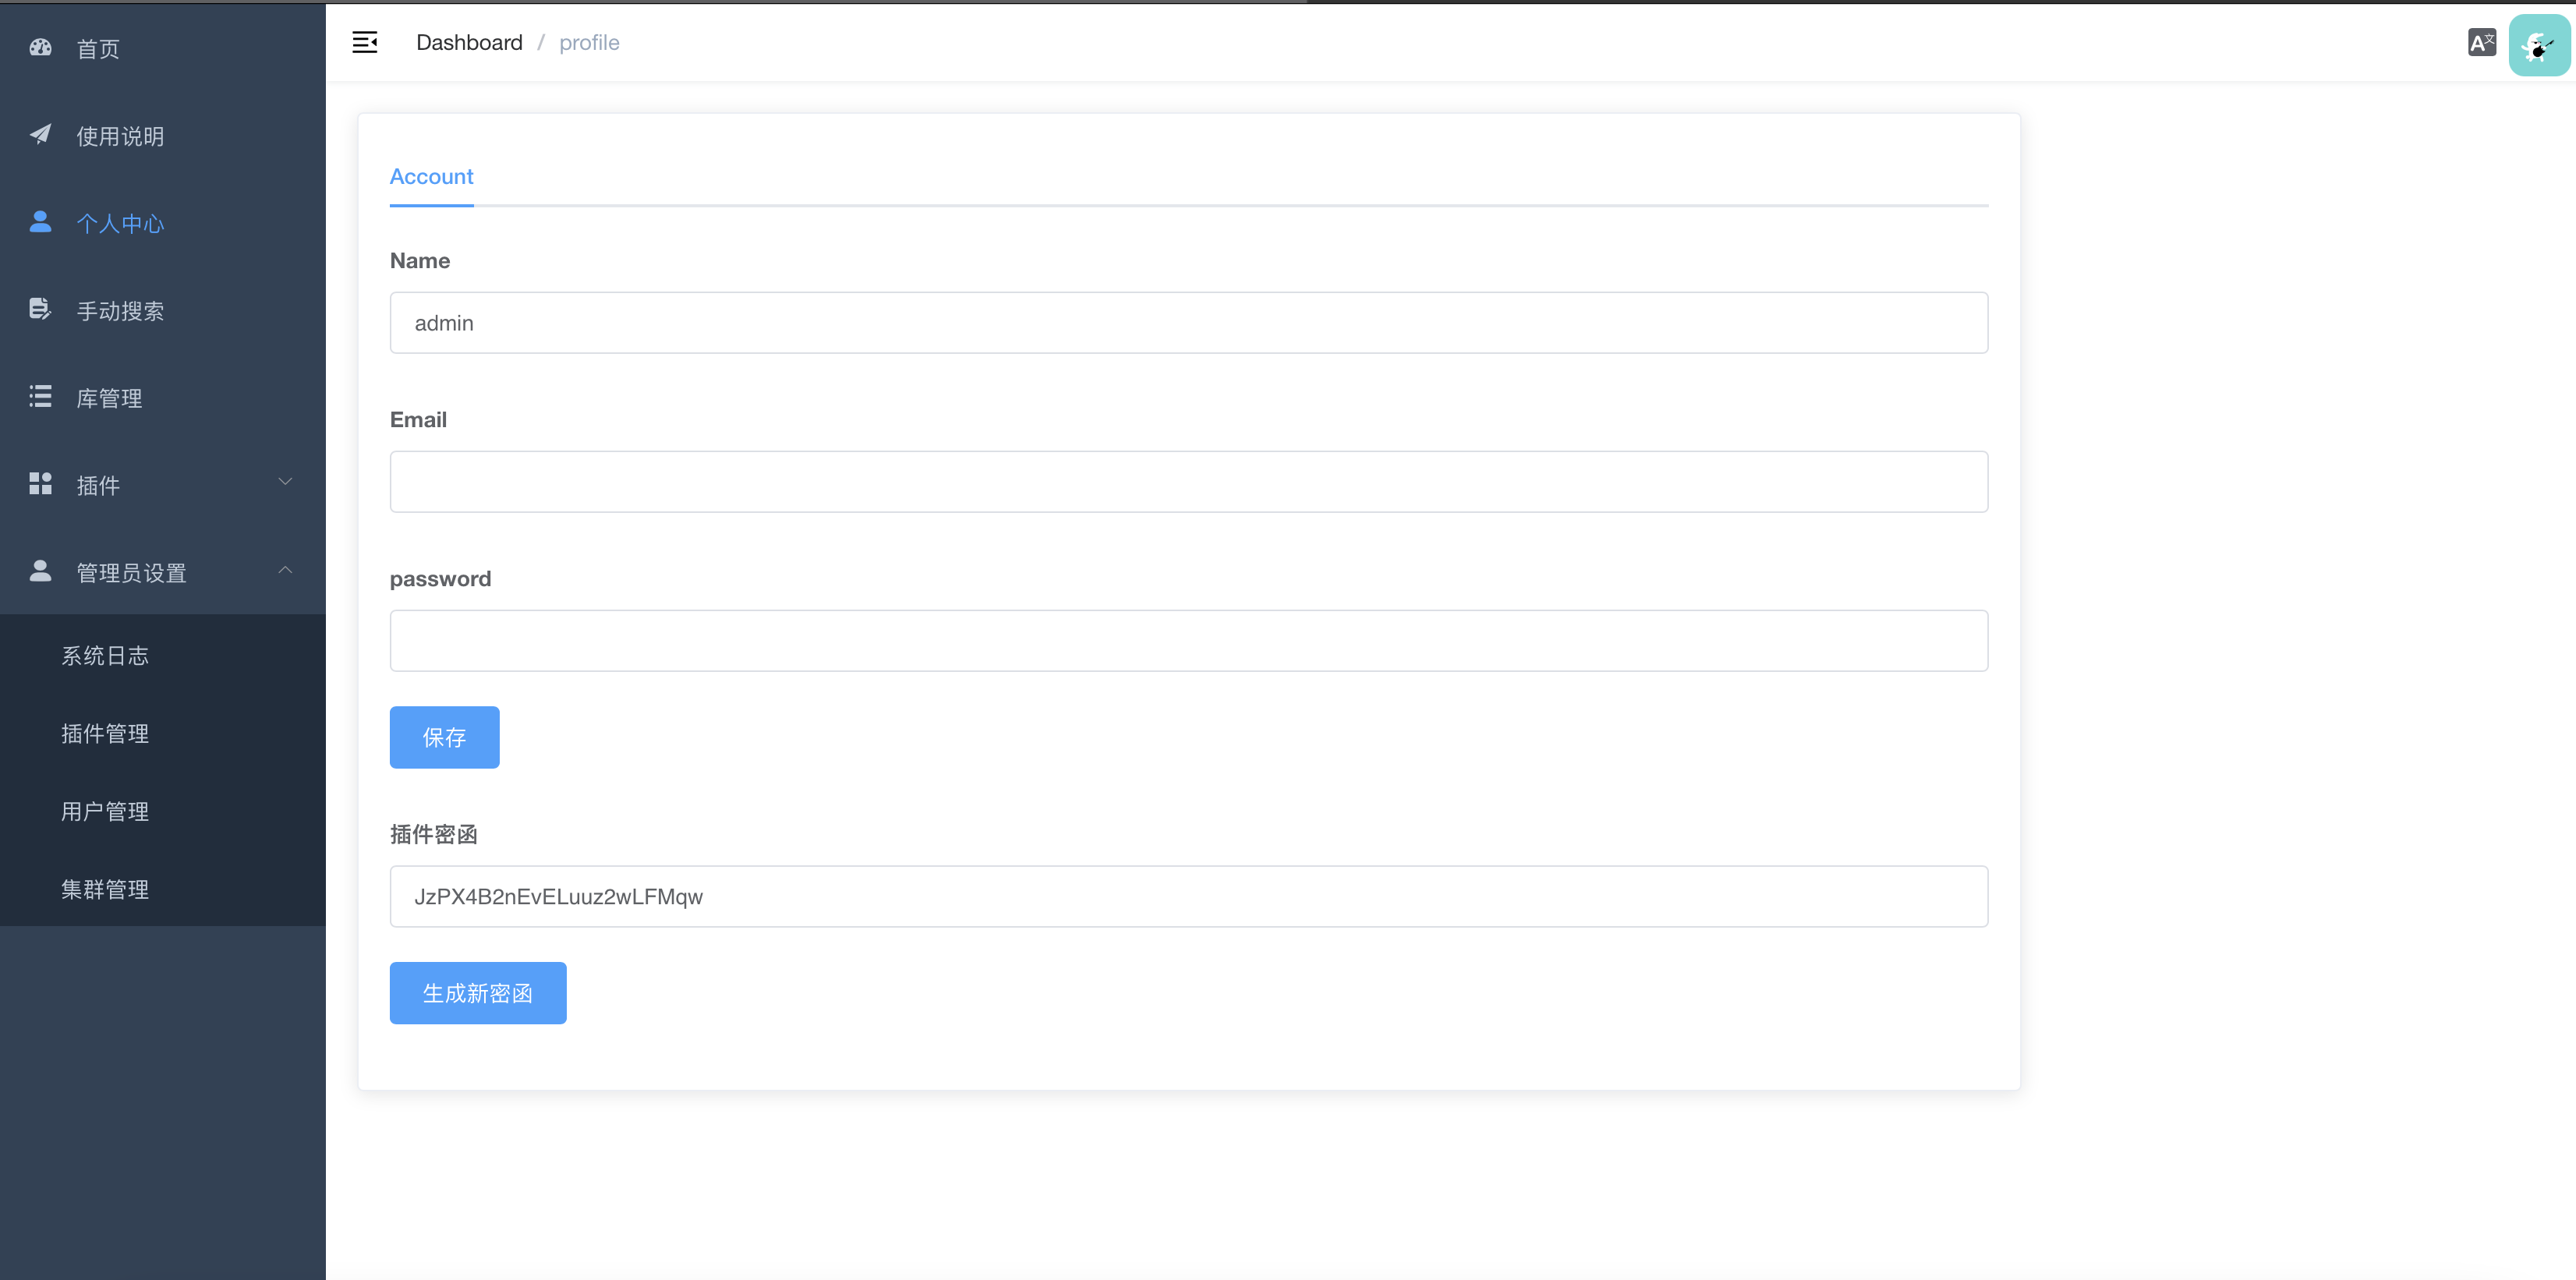 首页
使用说明
个人中心
手动搜索
库管理
插件
管理员设置
系统日志
插件管理
用户管理
集群管理
Dashboard / profile
A文
Account
Name
admin
Email
password
保存
插件密函
JzPX4B2nEvELuuz2wLFMqw
生成新密函